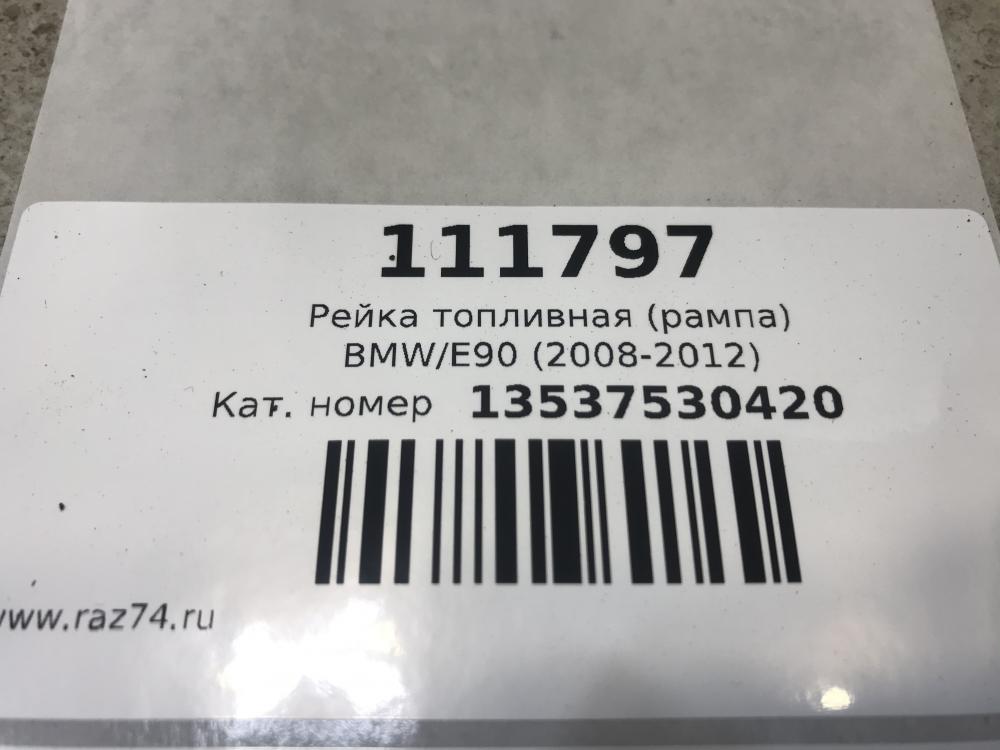 111797
Рейка топливная (рампа)
BMW/E90 (2008-2012)
Кат. номер 13537530420
www.raz74.ru